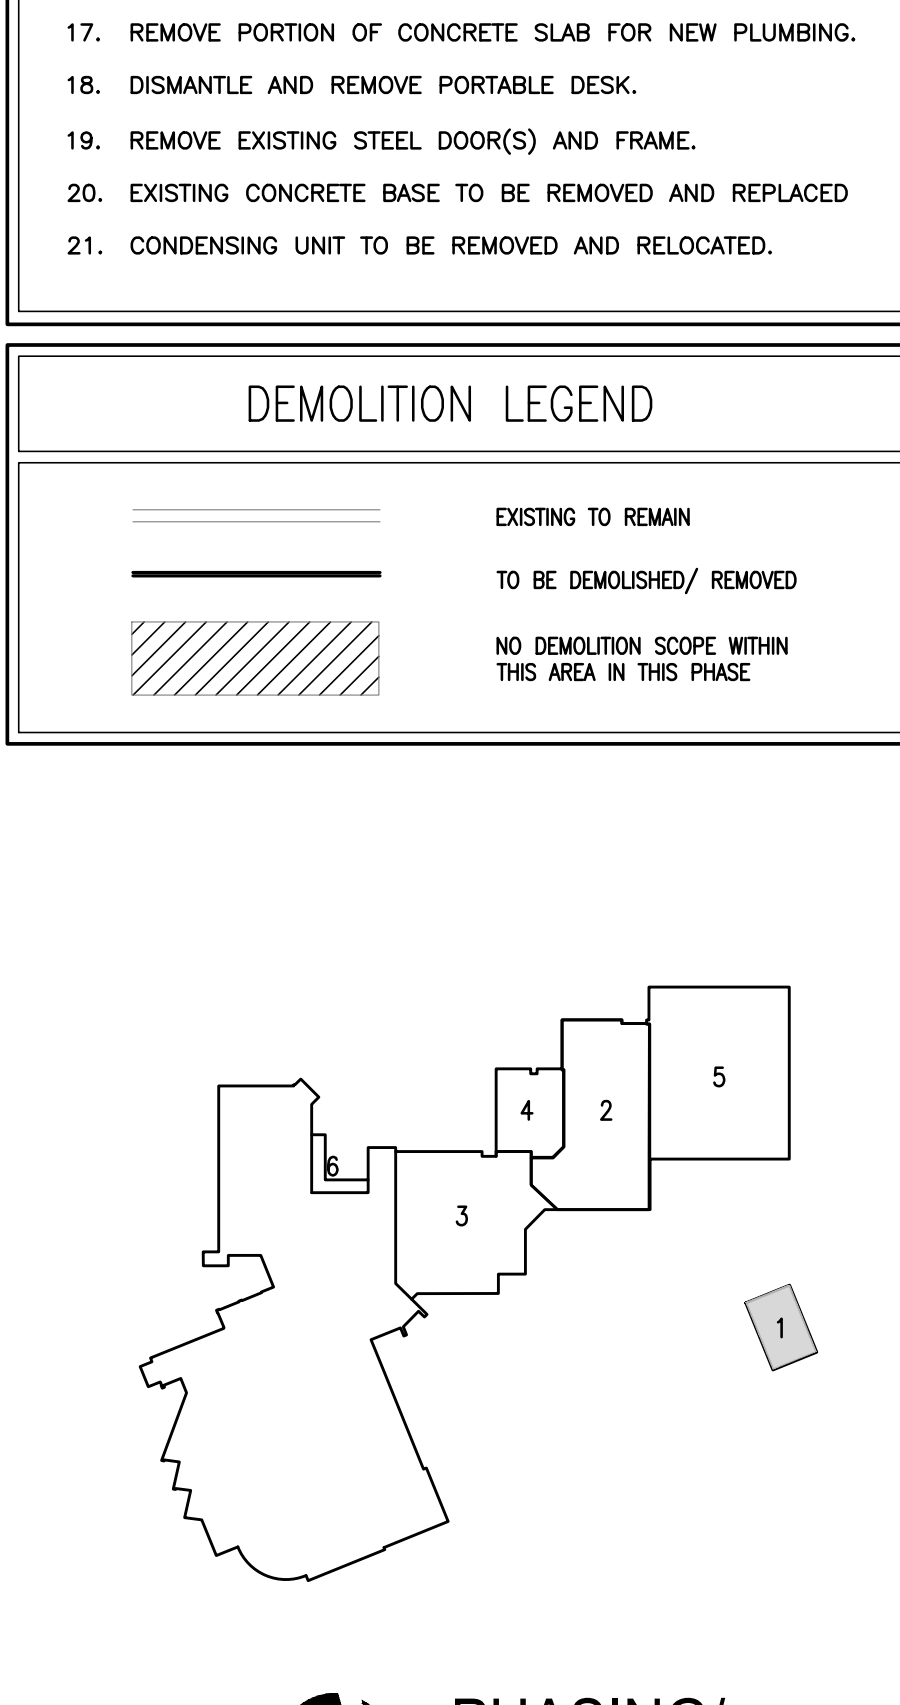 17. REMOVE PORTION OF CONCRETE SLAB FOR NEW PLUMBING.
18. DISMANTLE AND REMOVE PORTABLE DESK.
19. REMOVE EXISTING STEEL DOOR(S) AND FRAME.
20. EXISTING CONCRETE BASE TO BE REMOVED AND REPLACED
21. CONDENSING UNIT TO BE REMOVED AND RELOCATED.
DEMOLITION LEGEND
EXISTING TO REMAIN
TO BE DEMOLISHED/ REMOVED
NO DEMOLITION SCOPE WITHIN
THIS AREA IN THIS PHASE
5
4
2
6
3
1
PHASING/